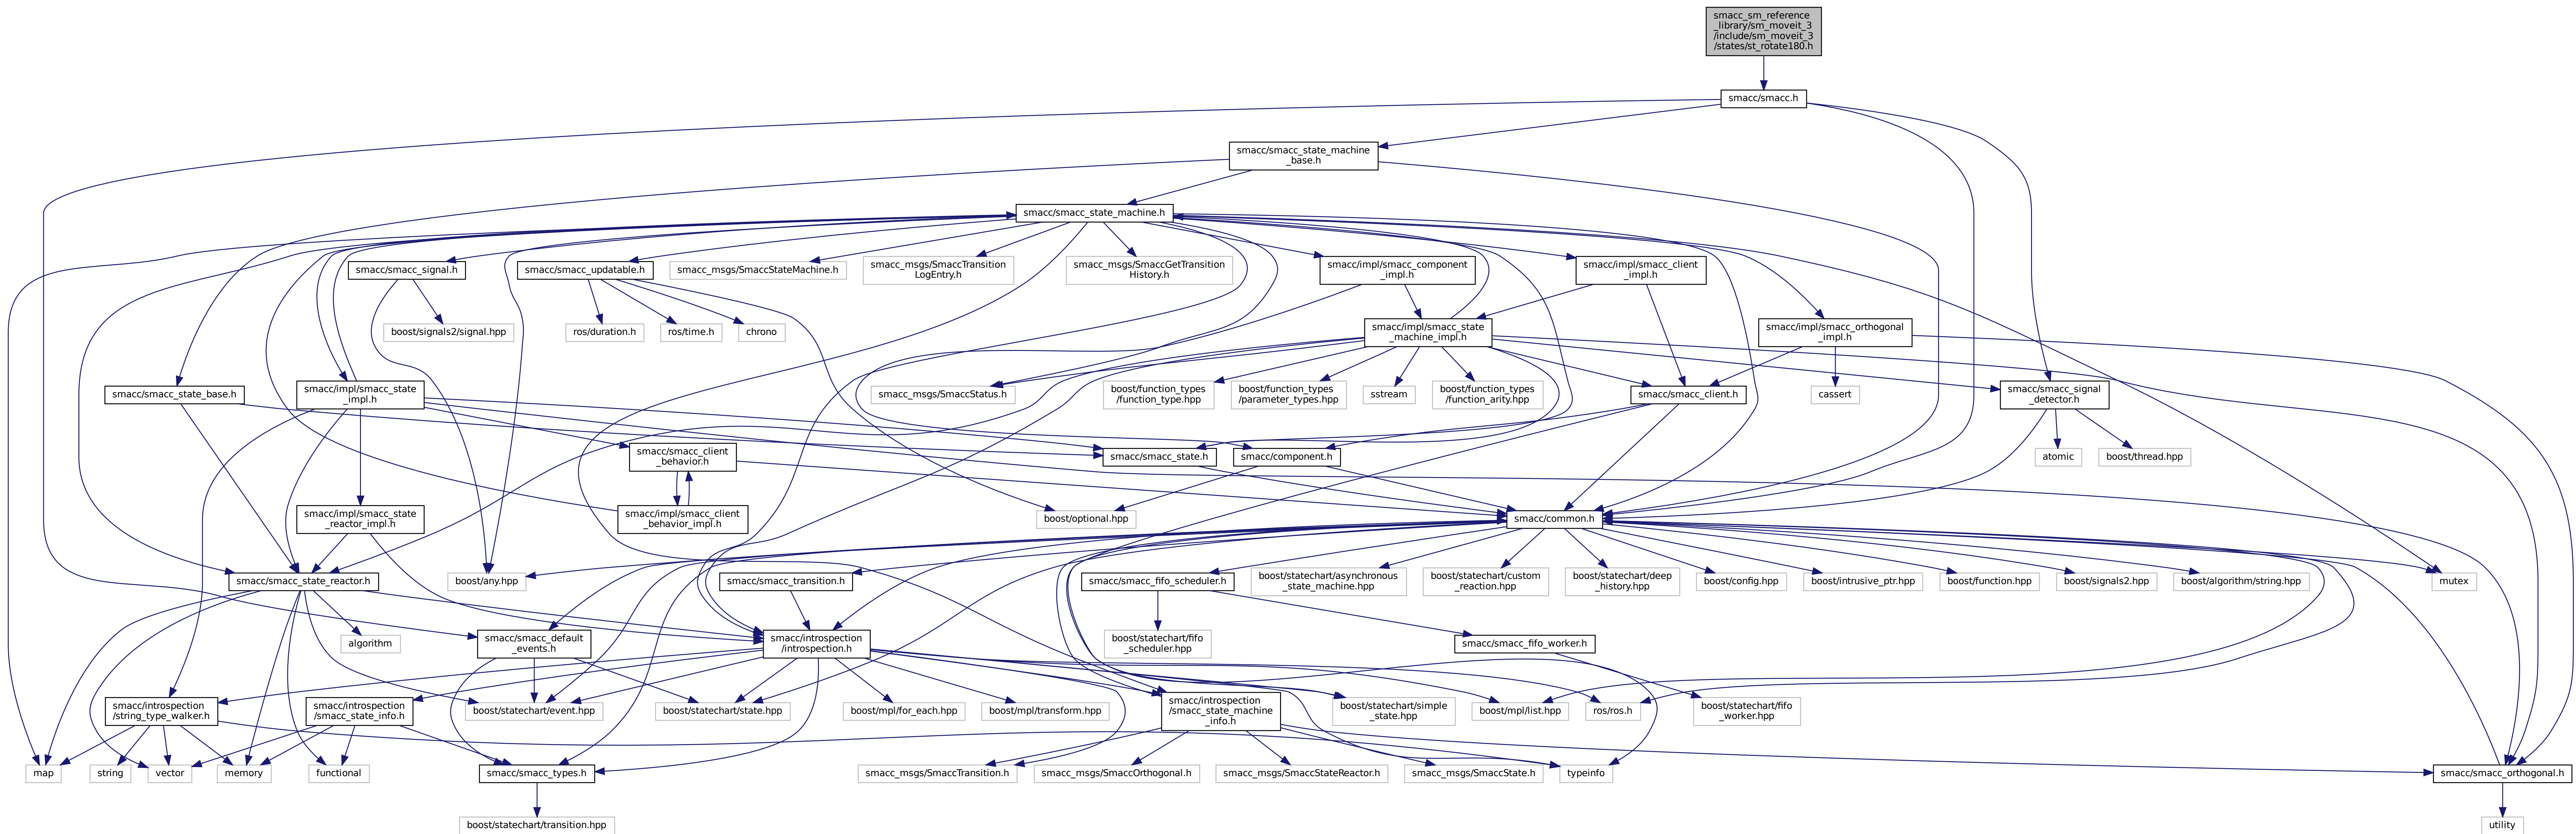 smacc_sm_reference
_library/sm_moveit_3
/include/sm_moveit_3
/states/st_rotate180.h
smacc/smacc.h
smacc/smacc_state_machine
_base.h
smacc/smacc_state_machine.h
smacc/smacc_signal.h
smacc/smacc_updatable.h
smacc_msgs/SmaccStateMachine.h
smacc_msgs/SmaccTransition
LogEntry.h
smacc_msgs/SmaccGetTransition
History.h
smacc/impl/smacc_component
_impl.h
smacc/impl/smacc_client
_impl.h
boost/signals2/signal.hpp
ros/duration.h
ros/time.h
chrono
smacc/impl/smacc_state
_machine_impl.h
smacc/impl/smacc_orthogonal
_impl.h
smacc/smacc_state_base.h
smacc/impl/smacc_state
_impl.h
smacc_msgs/SmaccStatus.h
boost/function_types
/function_type.hpp
boost/function_types
/parameter_types.hpp
sstream
boost/function_types
/function_arity.hpp
smacc/smacc_client.h
cassert
smacc/smacc_signal
_detector.h
smacc/smacc_client
_behavior.h
smacc/smacc_state.h
smacc/component.h
atomic
boost/thread.hpp
smacc/impl/smacc_state
_reactor_impl.h
smacc/impl/smacc_client
_behavior_impl.h
boost/optional.hpp
smacc/common.h
smacc/smacc_state_reactor.h
boost/any.hpp
smacc/smacc_transition.h
smacc/smacc_fifo_scheduler.h
boost/statechart/asynchronous
_state_machine.hpp
boost/statechart/custom
_reaction.hpp
boost/statechart/deep
_history.hpp
boost/config.hpp
boost/intrusive_ptr.hpp
boost/function.hpp
boost/signals2.hpp
boost/algorithm/string.hpp
mutex
algorithm
smacc/smacc_default
_events.h
smacc/introspection
/introspection.h
boost/statechart/fifo
_scheduler.hpp
smacc/smacc_fifo_worker.h
smacc/introspection
/string_type_walker.h
smacc/introspection
/smacc_state_info.h
boost/statechart/event.hpp
boost/statechart/state.hpp
boost/mpl/for_each.hpp
boost/mpl/transform.hpp
smacc/introspection
/smacc_state_machine
_info.h
boost/statechart/simple
_state.hpp
boost/mpl/list.hpp
ros/ros.h
boost/statechart/fifo
_worker.hpp
map
string
vector
memory
functional
smacc/smacc_types.h
smacc_msgs/SmaccTransition.h
smacc_msgs/SmaccOrthogonal.h
smacc_msgs/SmaccStateReactor.h
smacc_msgs/SmaccState.h
typeinfo
smacc/smacc_orthogonal.h
boost/statechart/transition.hpp
utility